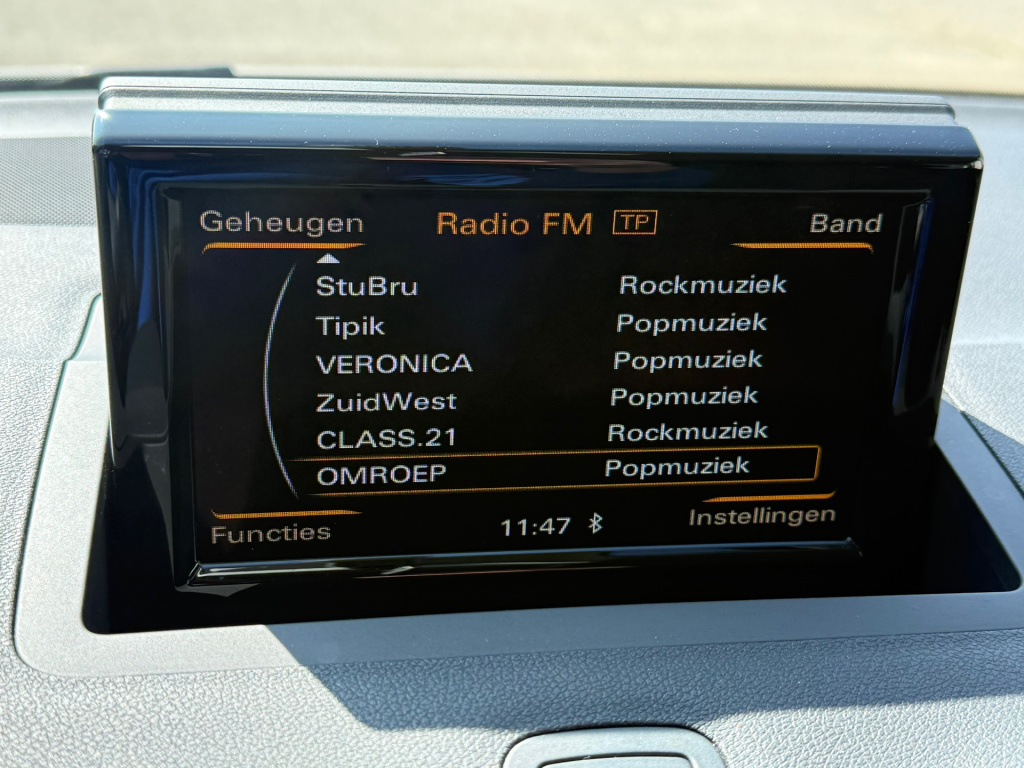 Geheugen Radio FM TP Band
StuBru Rockmuziek
Tipik Popmuziek
VERONICA Popmuziek
ZuidWest Popmuziek
CLASS.21 Rockmuziek
OMROEP Popmuziek
Functies 11:47 Instellingen